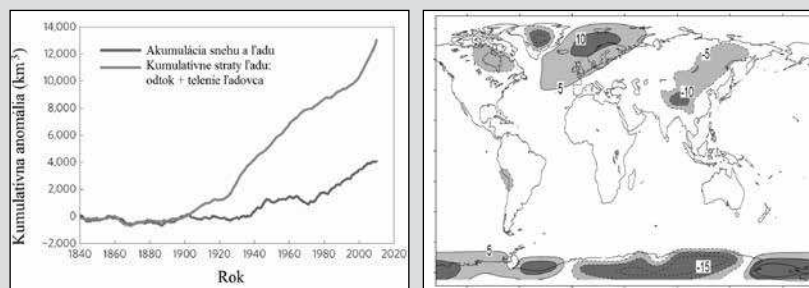 Kumulatívna anomália (km³)
14,000
12,000
10,000
8,000
6,000
4,000
2,000
0
−2,000
Akumulácia snehu a ľadu
Kumulatívne straty ľadu:
odtok + telenie ľadovca
1840 1860 1880 1900 1920 1940 1960 1980 2000 2020
Rok
10
5
-5
-10
5
-15